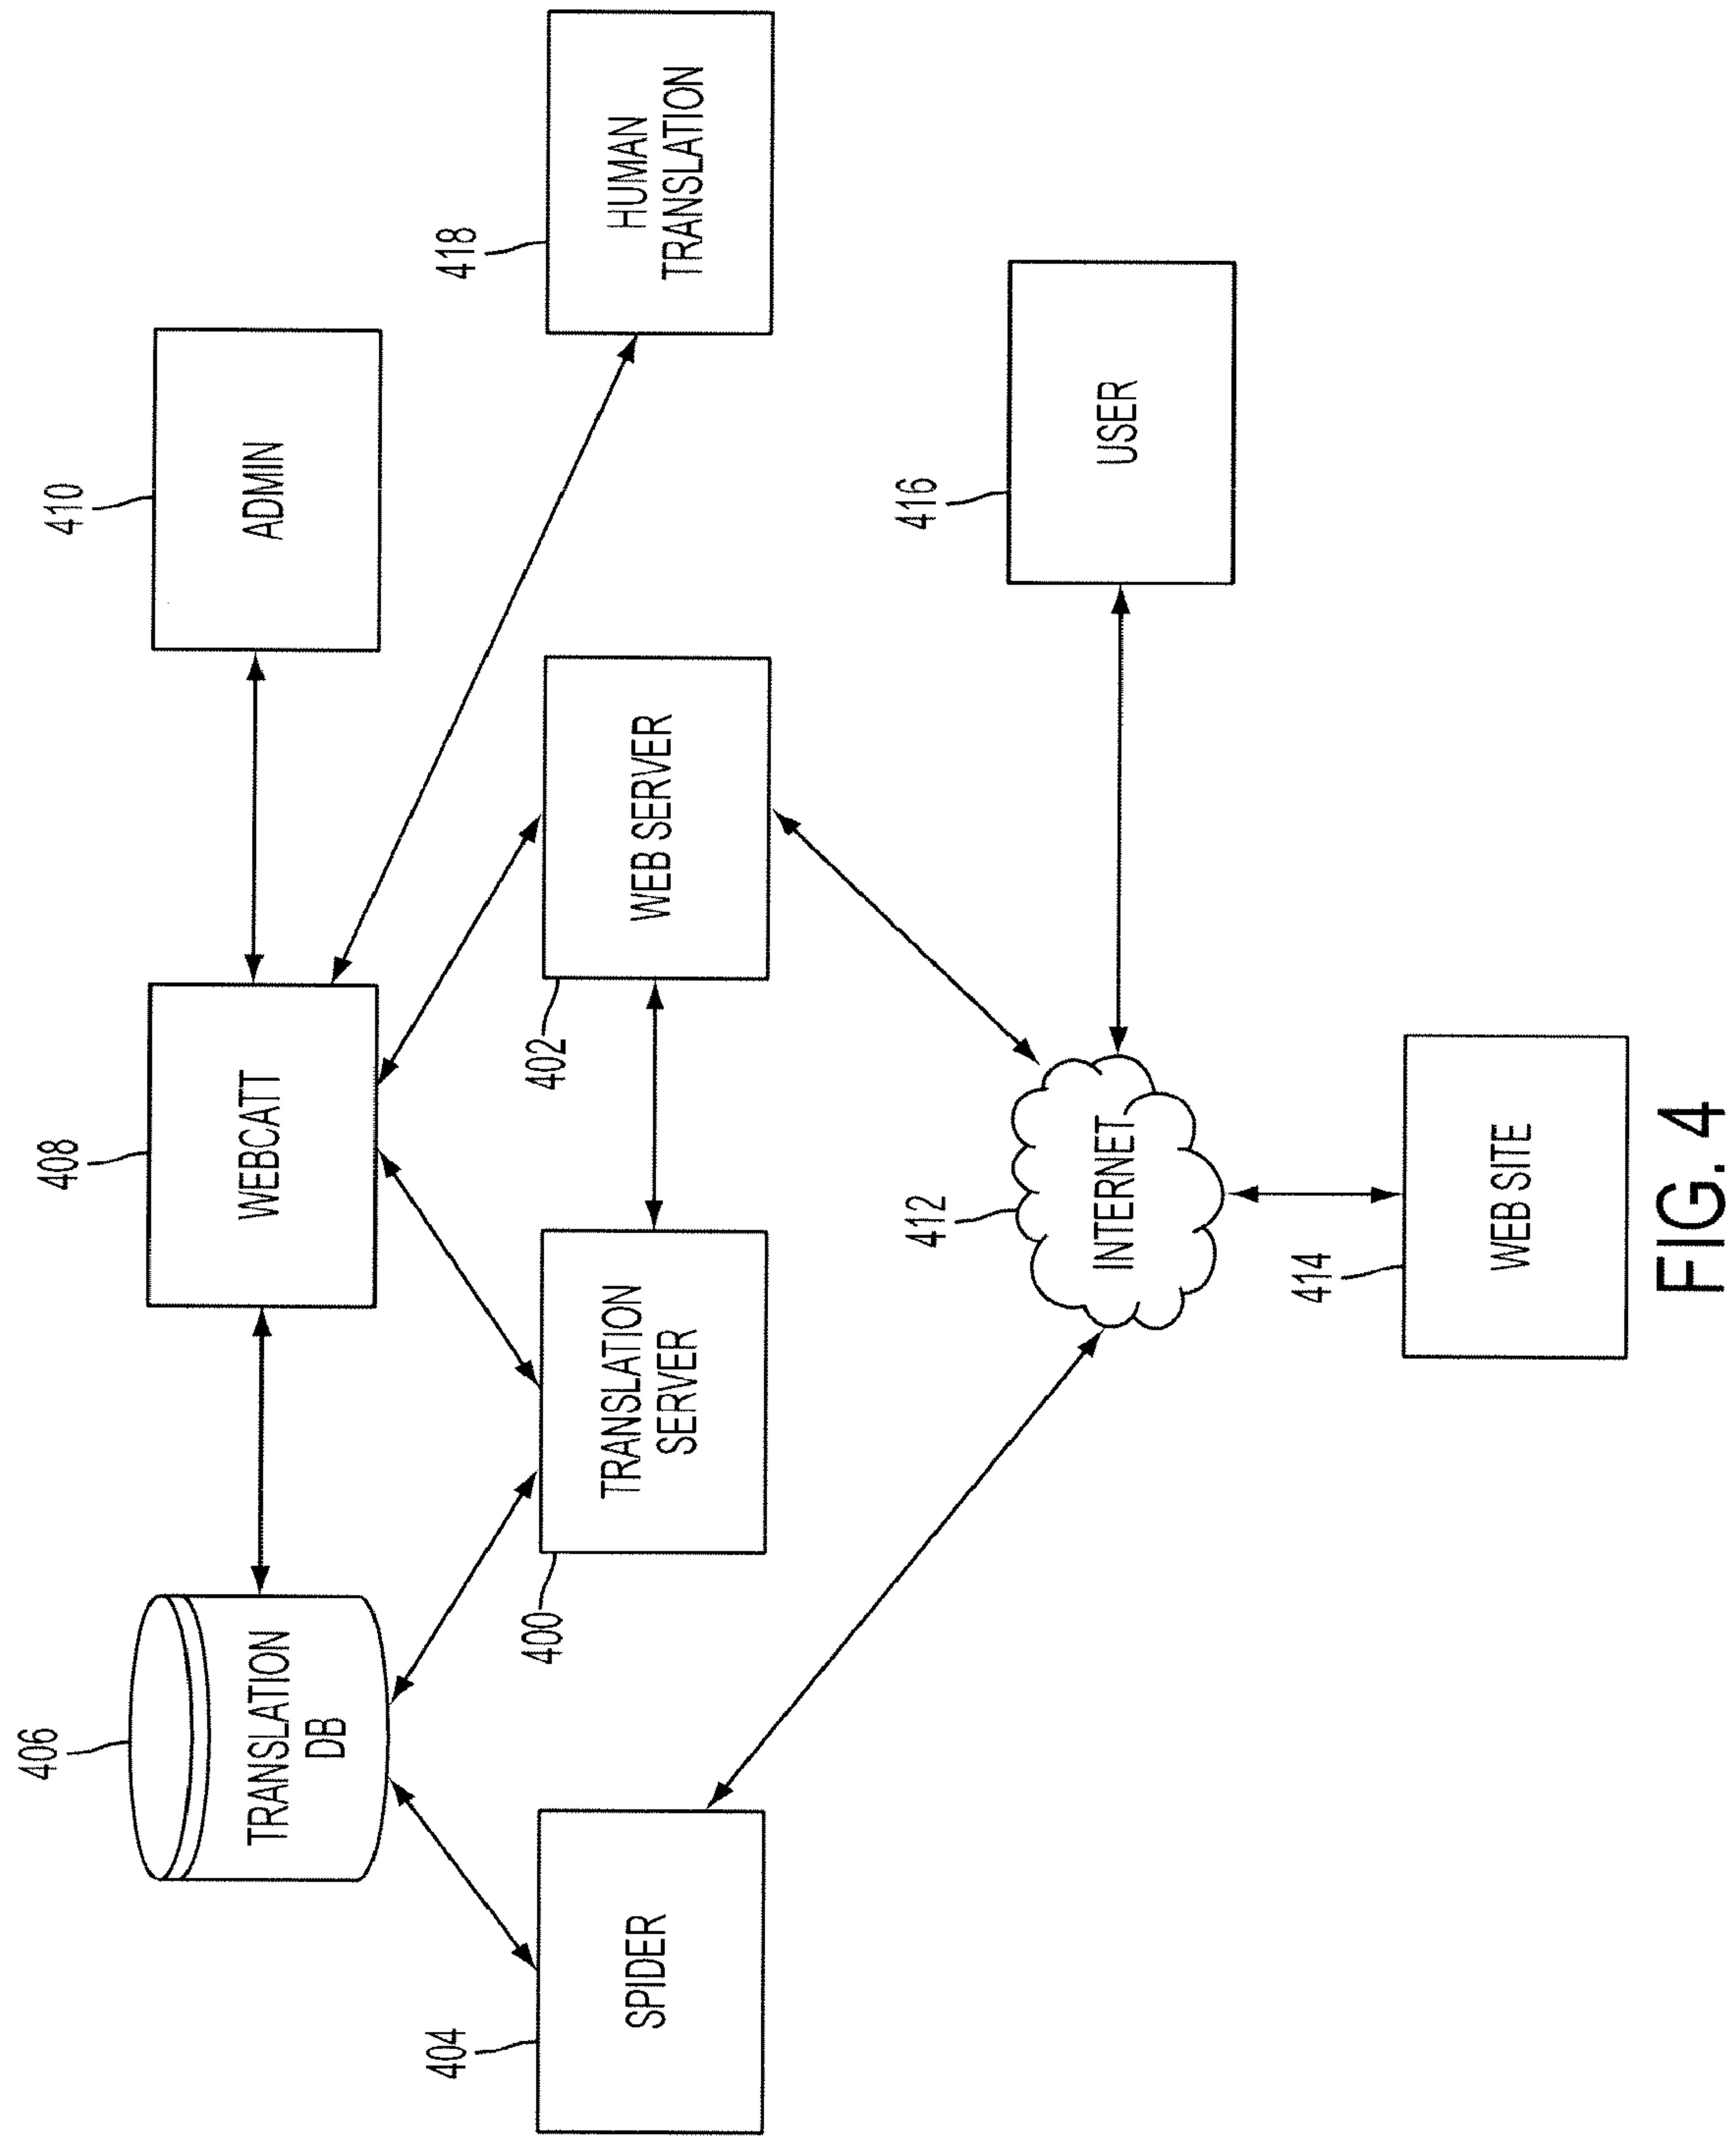 406
TRANSLATION
DB
408
WEBCATT
410
ADMIN
404
SPIDER
400
TRANSLATION
SERVER
402
WEB SERVER
418
HUMAN
TRANSLATION
412
INTERNET
416
USER
414
WEB SITE
FIG. 4